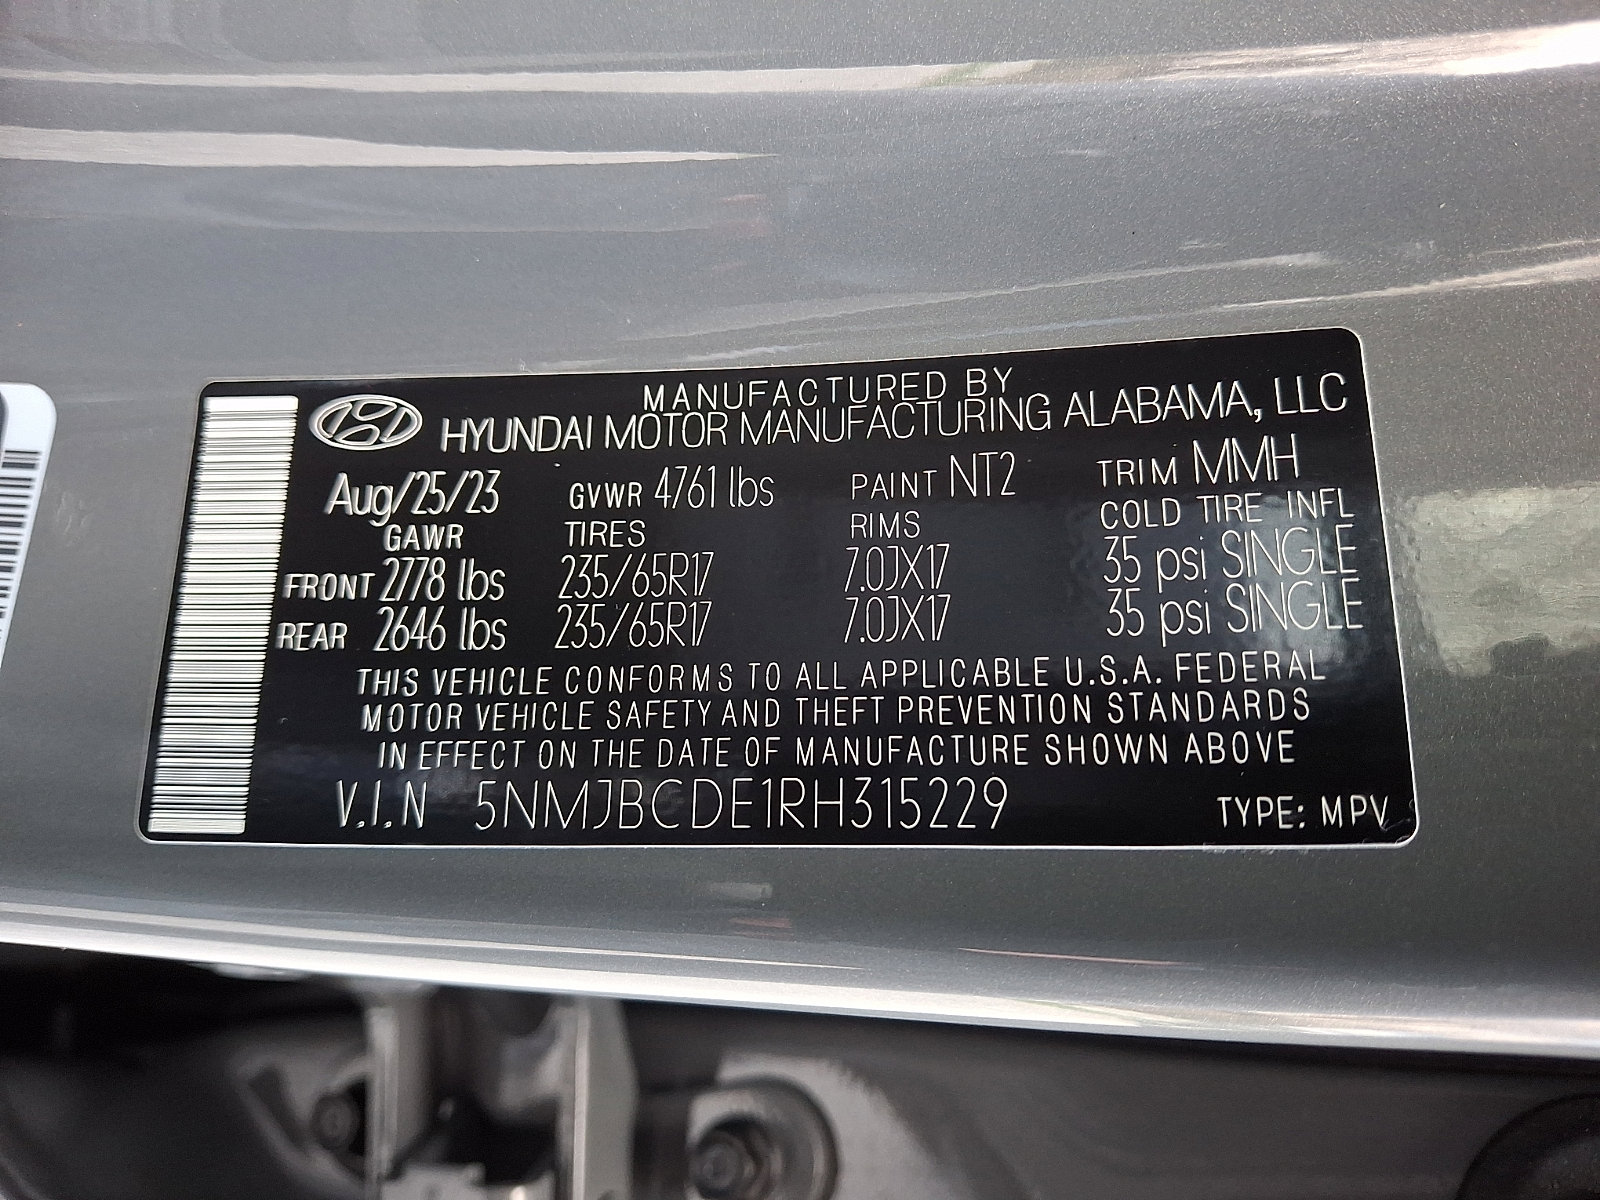 MANUFACTURED BY
HYUNDAI MOTOR MANUFACTURING ALABAMA, LLC
Aug/25/23 GVWR 4761 lbs PAINT NT2 TRIM MMH
GAWR TIRES RIMS COLD TIRE INFL
FRONT 2778 lbs 235/65R17 7.0JX17 35 psi SINGLE
REAR 2646 lbs 235/65R17 7.0JX17 35 psi SINGLE
THIS VEHICLE CONFORMS TO ALL APPLICABLE U.S.A. FEDERAL
MOTOR VEHICLE SAFETY AND THEFT PREVENTION STANDARDS
IN EFFECT ON THE DATE OF MANUFACTURE SHOWN ABOVE
V.I.N 5NMJBCDE1RH315229 TYPE: MPV